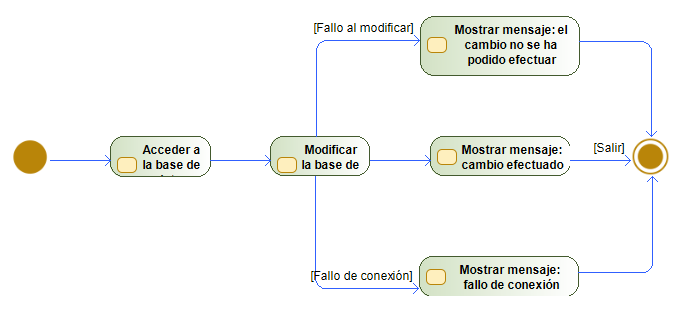 [Fallo al modificar]
Mostrar mensaje: el
cambio no se ha
podido efectuar
Acceder a
la base de
Modificar
la base de
Mostrar mensaje:
cambio efectuado
[Salir]
[Fallo de conexión]
Mostrar mensaje:
fallo de conexión